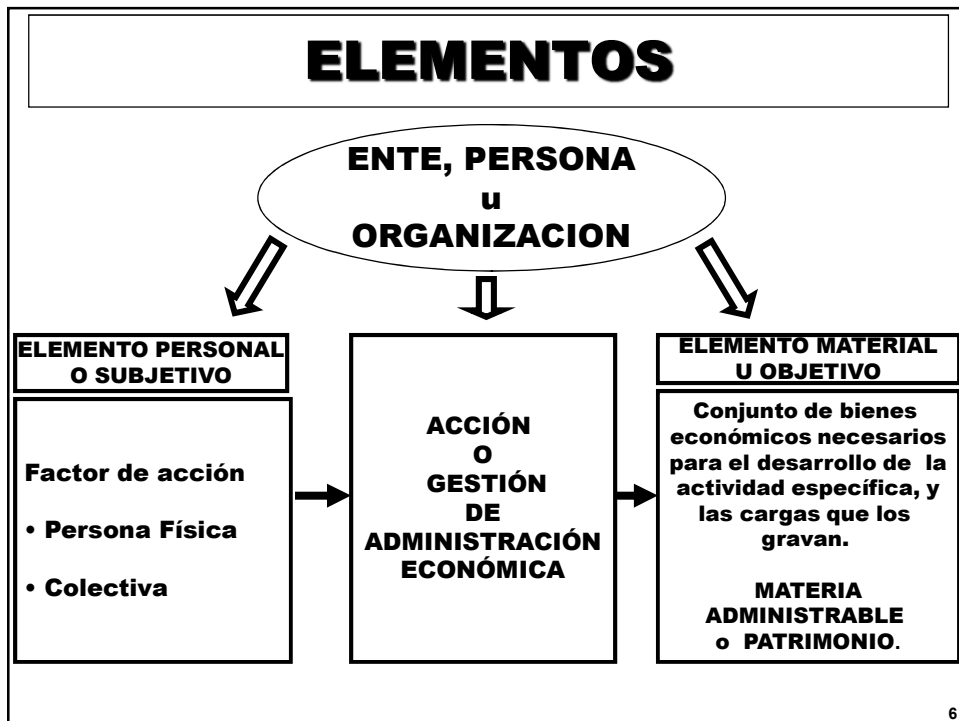 ELEMENTOS
ENTE, PERSONA
u
ORGANIZACION
ELEMENTO PERSONAL
O SUBJETIVO
Factor de acción
• Persona Física
• Colectiva
ACCIÓN
O
GESTIÓN
DE
ADMINISTRACIÓN
ECONÓMICA
ELEMENTO MATERIAL
U OBJETIVO
Conjunto de bienes
económicos necesarios
para el desarrollo de la
actividad específica, y
las cargas que los
gravan.
MATERIA
ADMINISTRABLE
o PATRIMONIO.
6